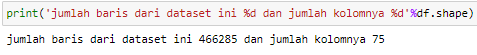 print('jumlah baris dari dataset ini %d dan jumlah kolomnya %d'%df.shape)
jumlah baris dari dataset ini 466285 dan jumlah kolomnya 75